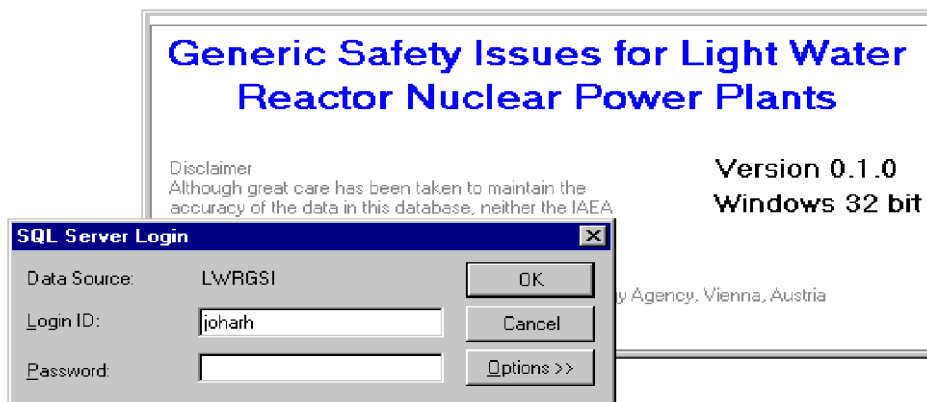 Generic Safety Issues for Light Water
Reactor Nuclear Power Plants
Disclaimer
Although great care has been taken to maintain the
accuracy of the data in this database, neither the IAEA
Version 0.1.0
Windows 32 bit
y Agency, Vienna, Austria
SQL Server Login
Data Source: LWRGSI
OK
Login ID: joharh
Cancel
Password:
Options >>